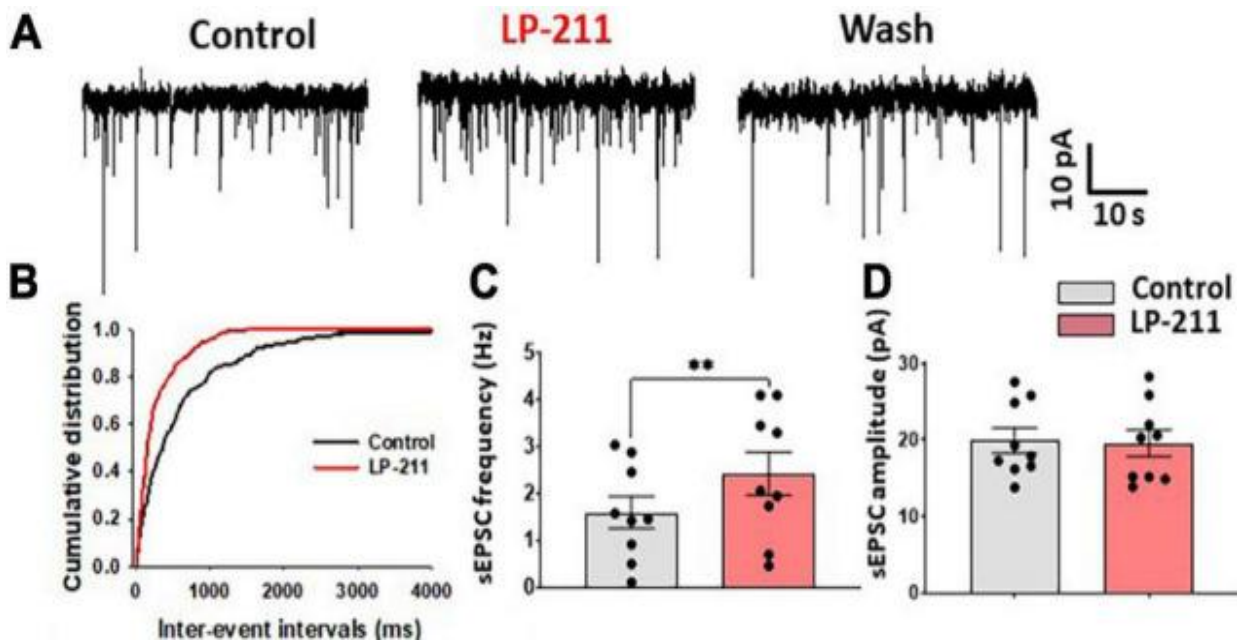 A
Control
LP-211
Wash
10 pA
10 s
B
Cumulative distribution
1.0
0.8
0.6
0.4
0.2
0.0
Control
LP-211
0
1000
2000
3000
4000
Inter-event intervals (ms)
C
sEPSC frequency (Hz)
5
4
3
2
1
0
D
Control
LP-211
sEPSC amplitude (pA)
30
20
10
0